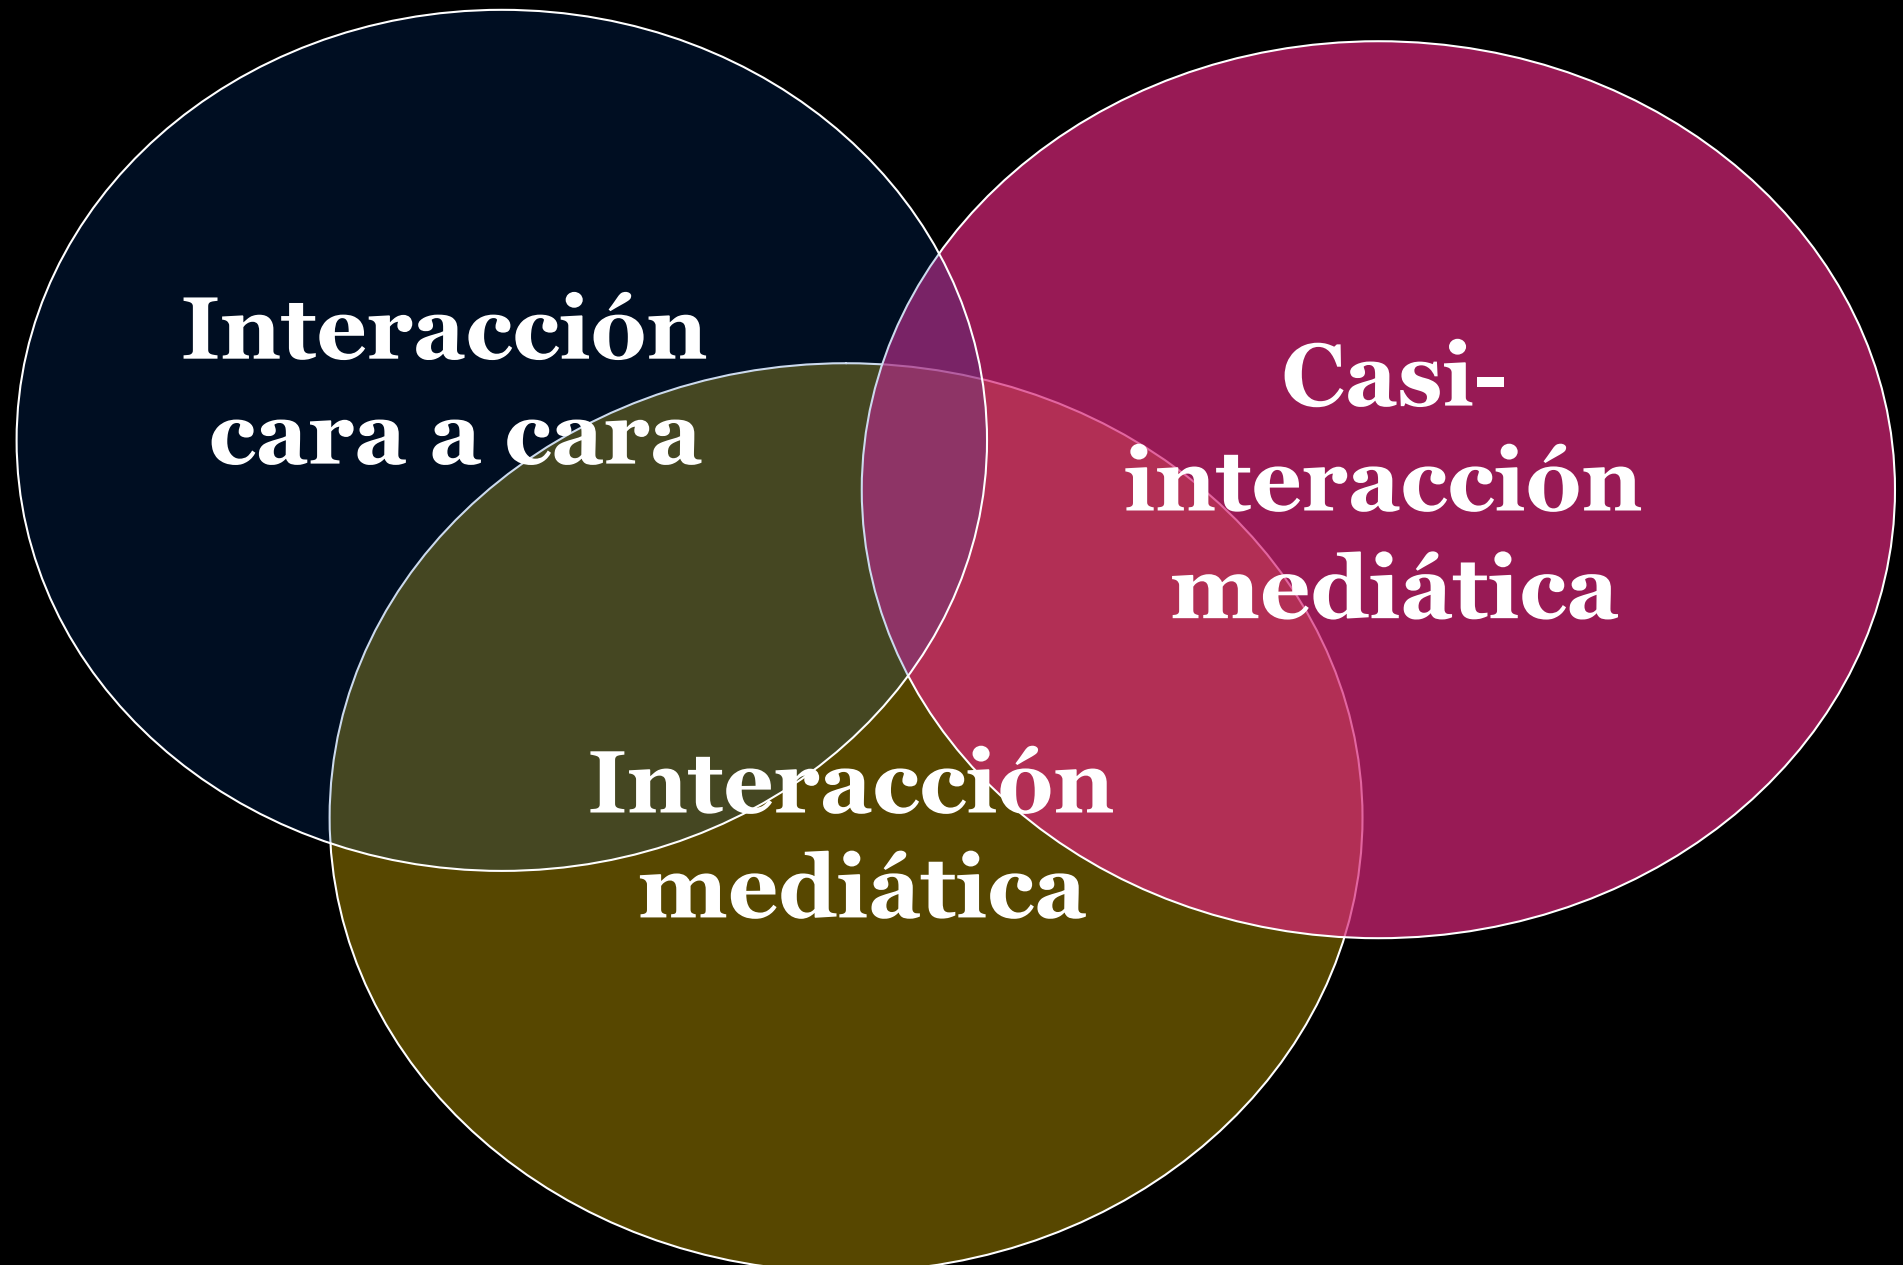 Interacción
cara a cara
Casi-
interacción
mediática
Interacción
mediática